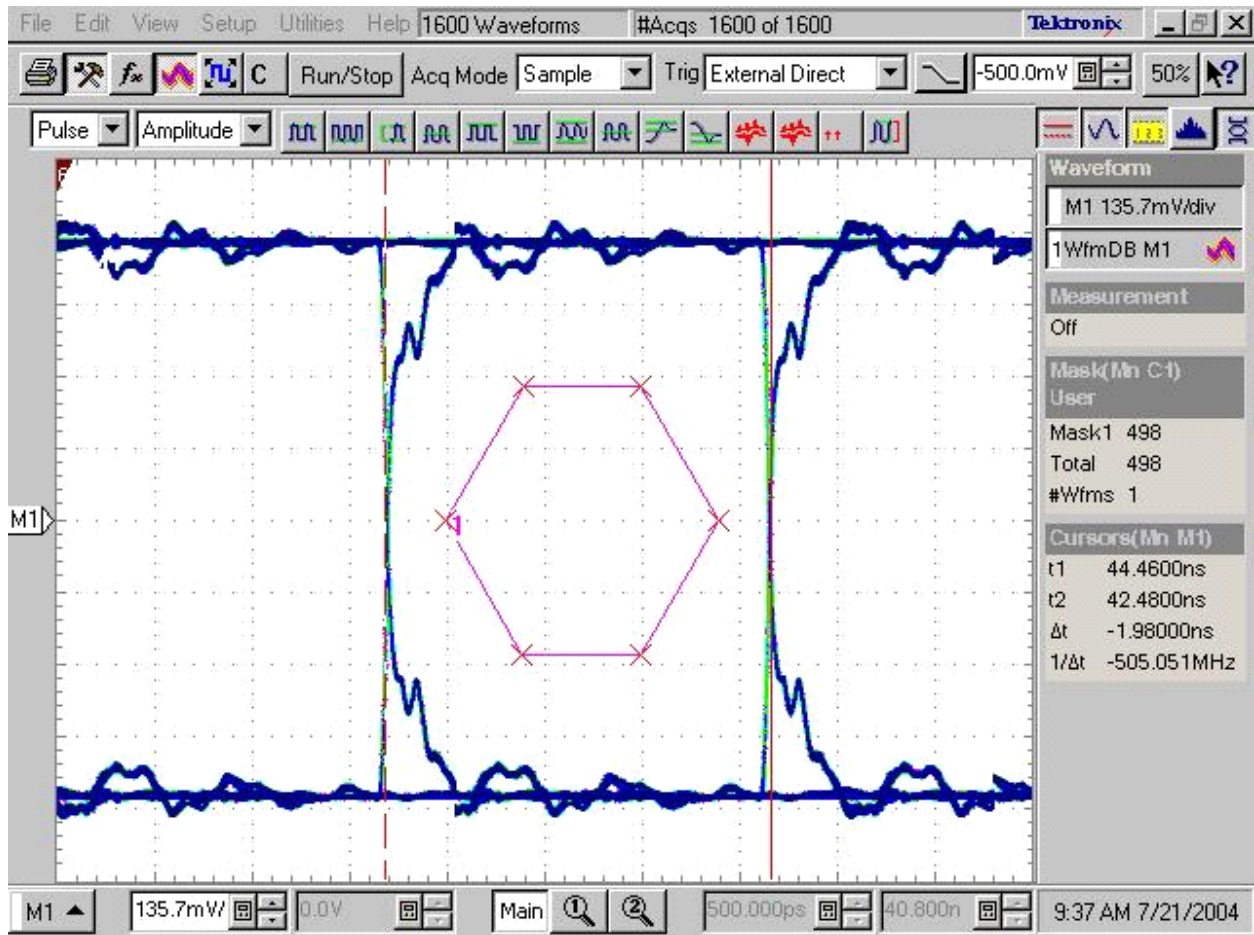 File Edit View Setup Utilities Help 1600 Waveforms #Acqs 1600 of 1600 Tektronix
Run/Stop Acq Mode Sample Trig External Direct -500.0mV 50%
C
Pulse Amplitude
Waveform
M1 135.7mV/div
1WfmDB M1
Measurement
Off
Mask(Mn C1)
User
Mask1 498
Total 498
#Wfms 1
Cursors(Mn M1)
t1 44.4600ns
t2 42.4800ns
Δt -1.98000ns
1/Δt -505.051MHz
M1
1
M1 135.7mV/ 0.0V Main 1 2 500.000ps 40.800n 9:37 AM 7/21/2004